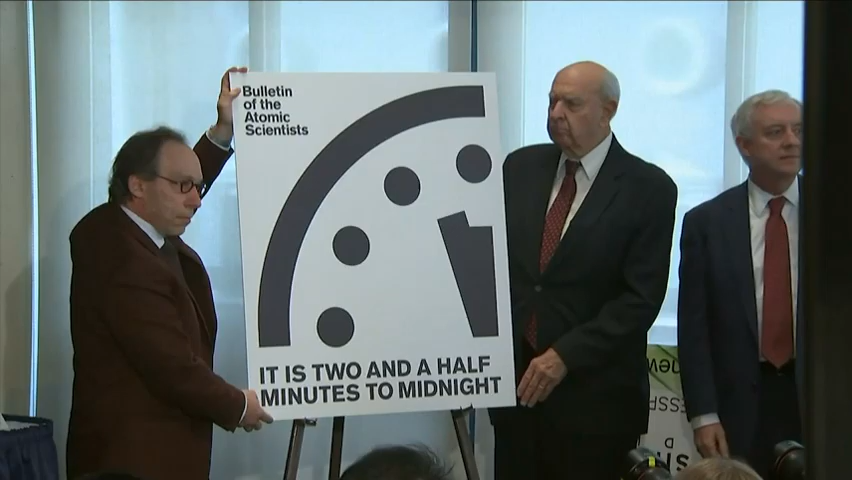 Bulletin
of the
Atomic
Scientists
IT IS TWO AND A HALF
MINUTES TO MIDNIGHT